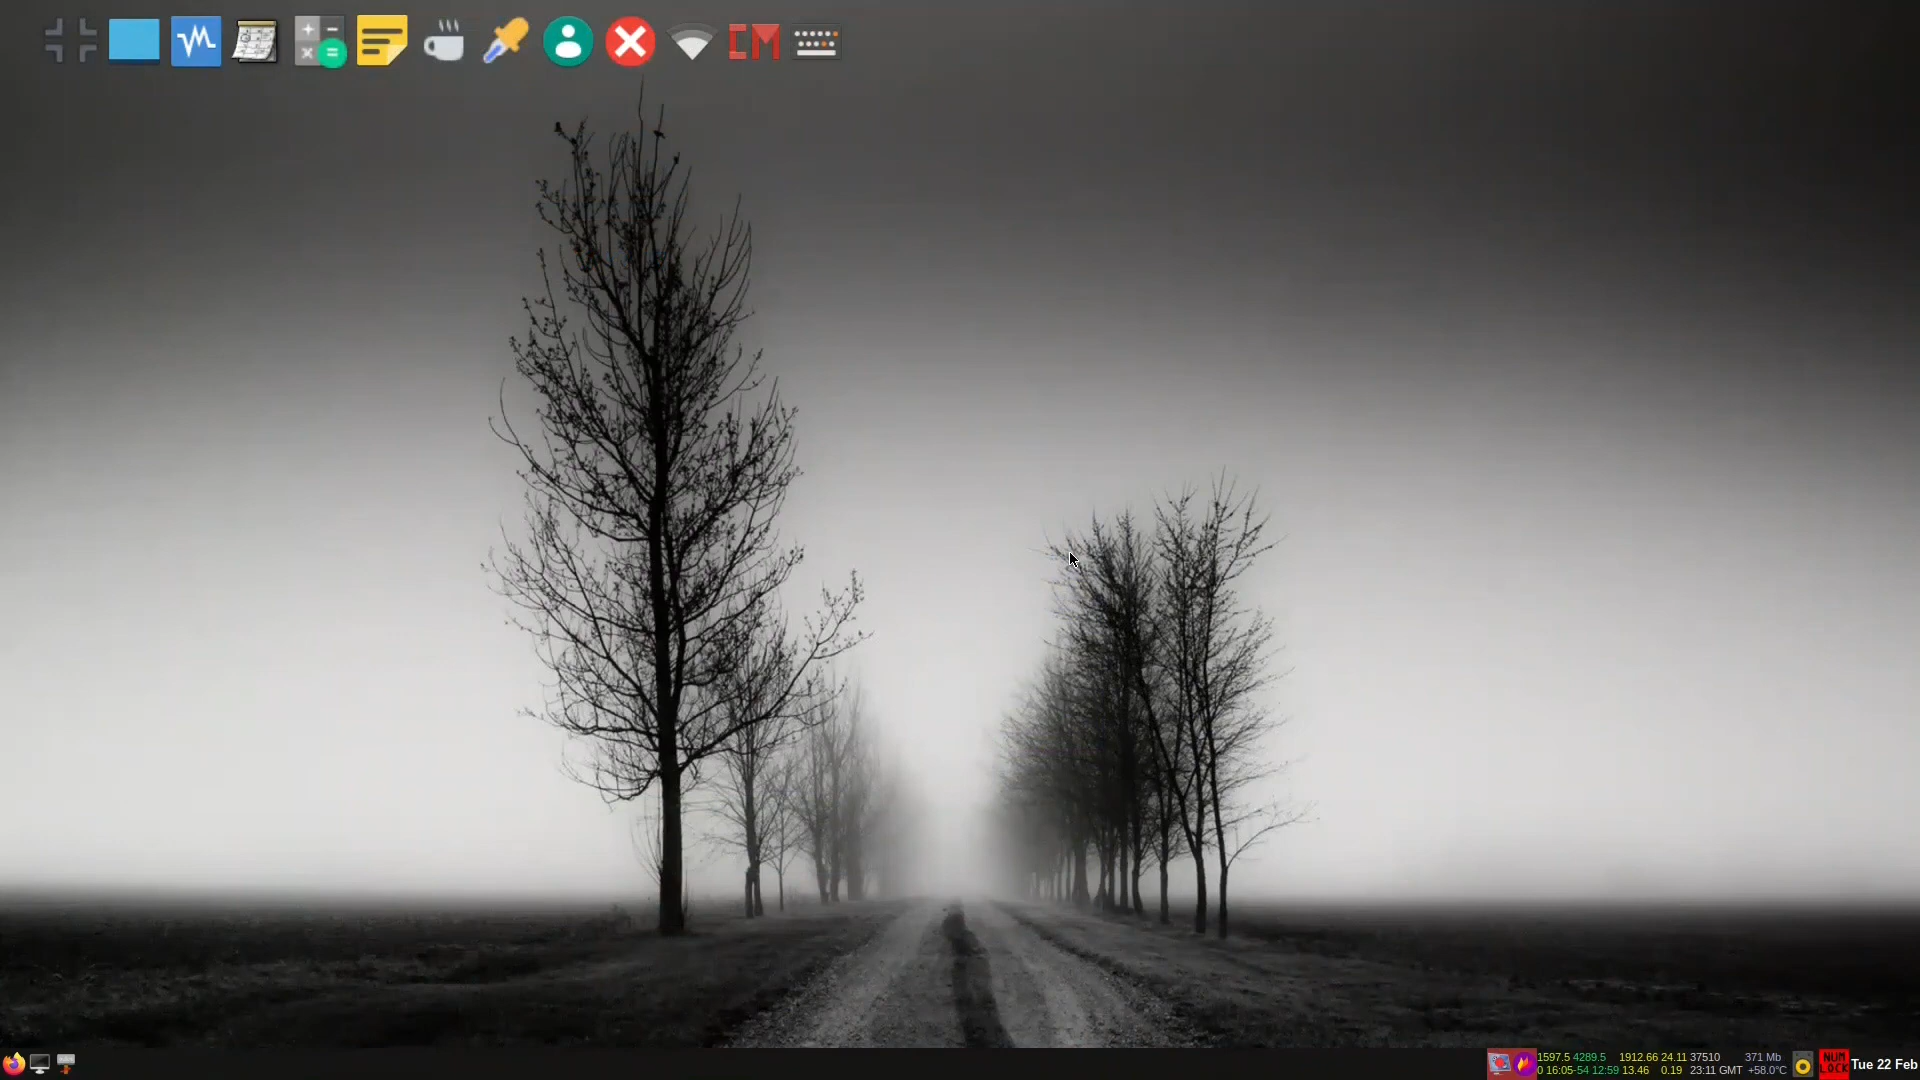 CM
1597.5 4289.5 1912.66 24.11 37510 371 Mb
0 16:05-54 12:59 13.46 0.19 23:11 GMT +58.0°C
NUM
LOCK
Tue 22 Feb